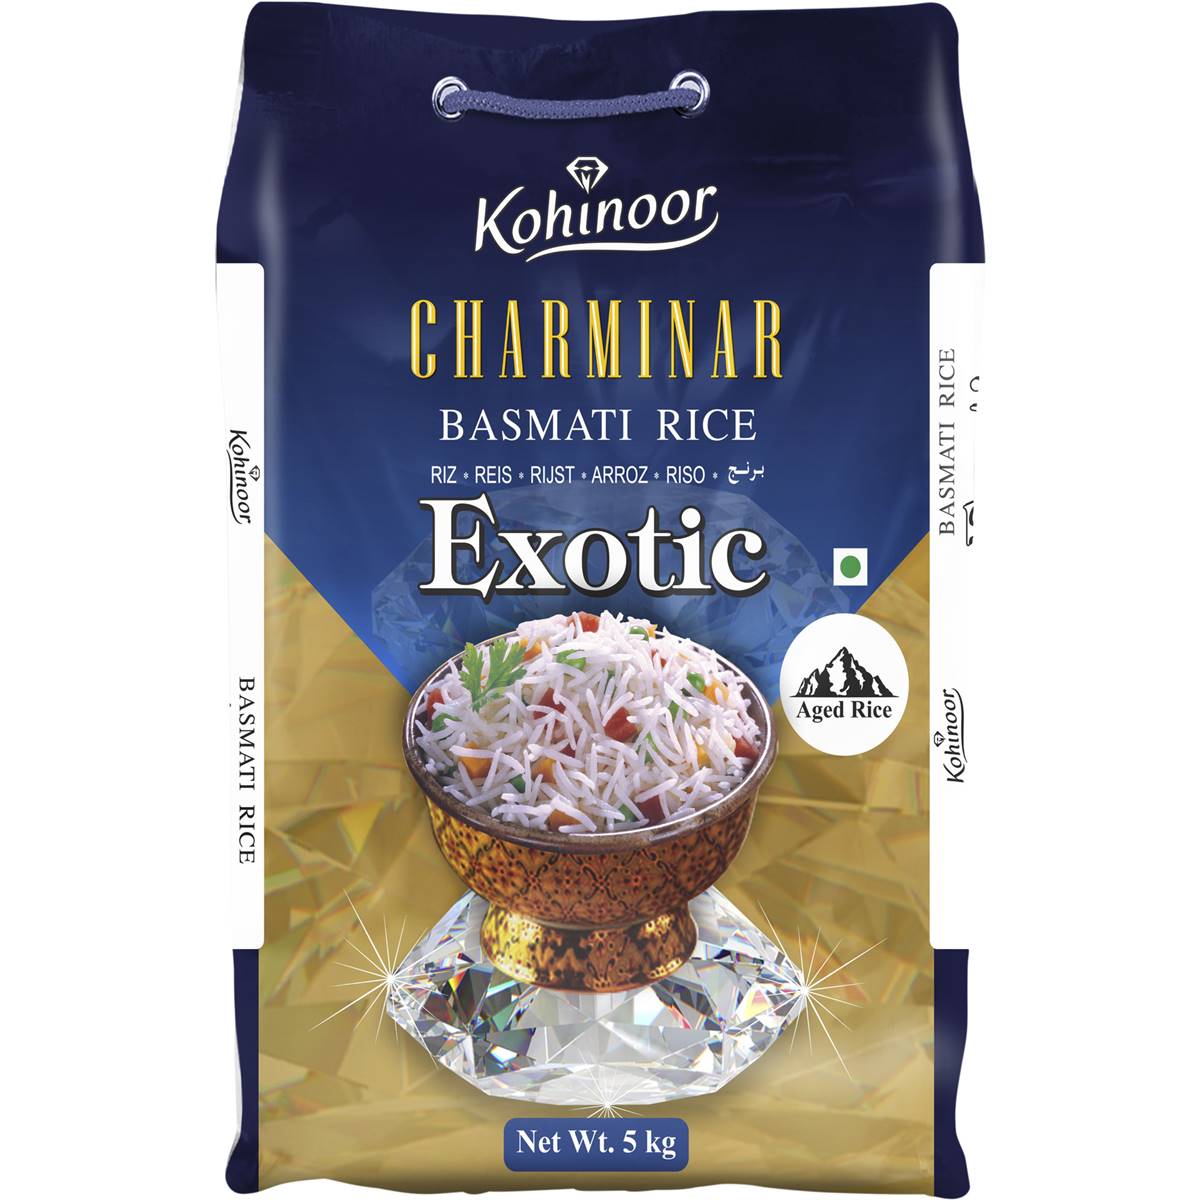 Kohinoor
CHARMINAR
BASMATI RICE
RIZ * REIS * RIJST * ARROZ * RISO * برنج
Exotic
Aged Rice
Net Wt. 5 kg
Kohinoor
BASMATI RICE
BASMATI RICE
Kohinoor